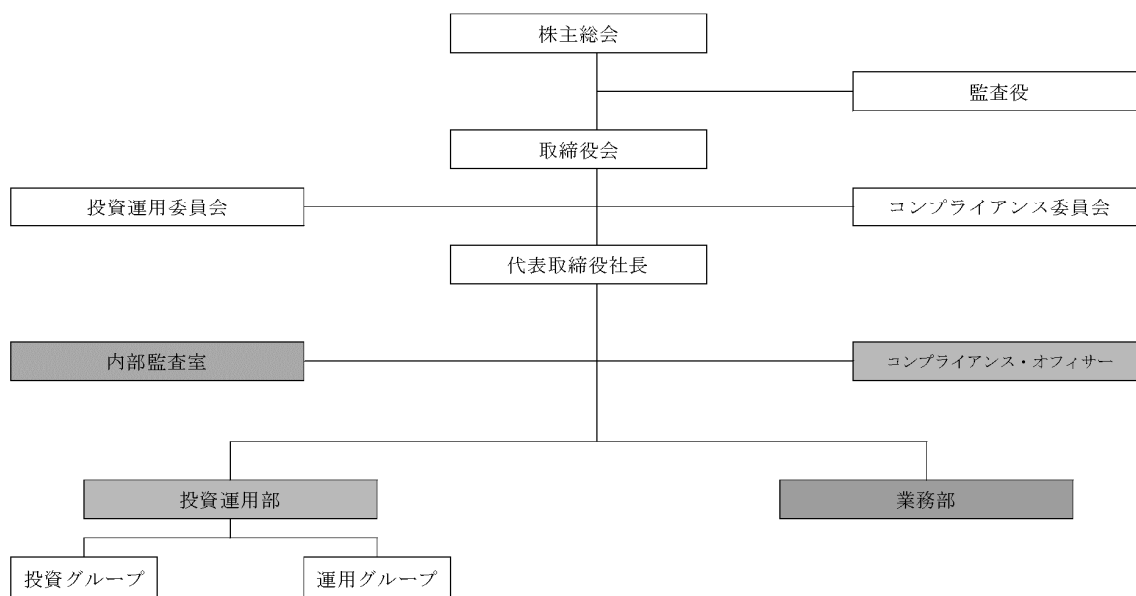 株主総会
監査役
取締役会
投資運用委員会
コンプライアンス委員会
代表取締役社長
内部監査室
コンプライアンス・オフィサー
投資運用部
業務部
投資グループ
運用グループ